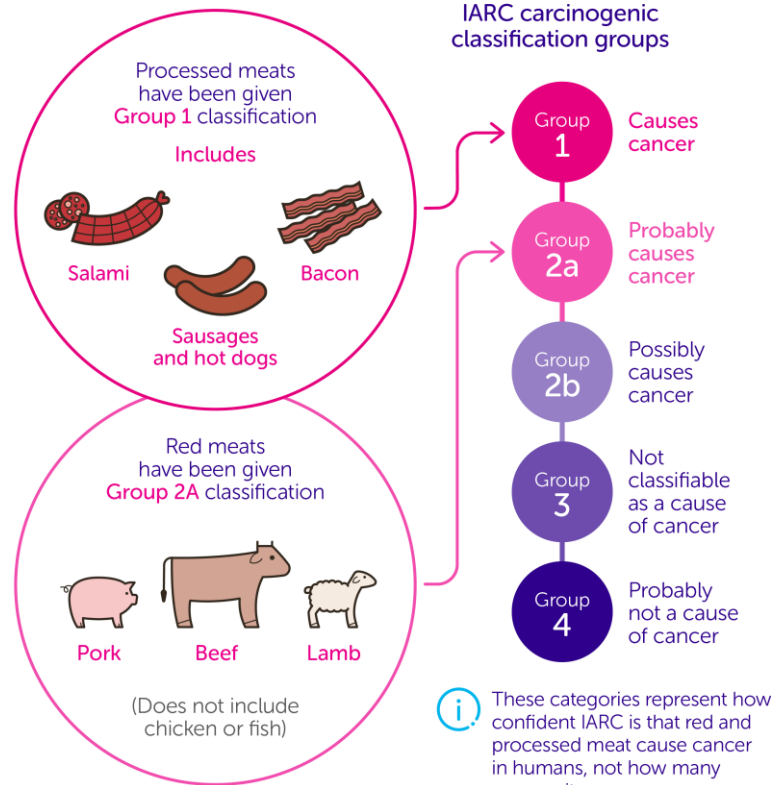 Processed meats
have been given
Group 1 classification
Includes
Salami
Bacon
Sausages
and hot dogs
Red meats
have been given
Group 2A classification
Pork
Beef
Lamb
(Does not include
chicken or fish)
IARC carcinogenic
classification groups
Group
1
Causes
cancer
Group
2a
Probably
causes
cancer
Group
2b
Possibly
causes
cancer
Group
3
Not
classifiable
as a cause
of cancer
Group
4
Probably
not a cause
of cancer
i
These categories represent how
confident IARC is that red and
processed meat cause cancer
in humans, not how many